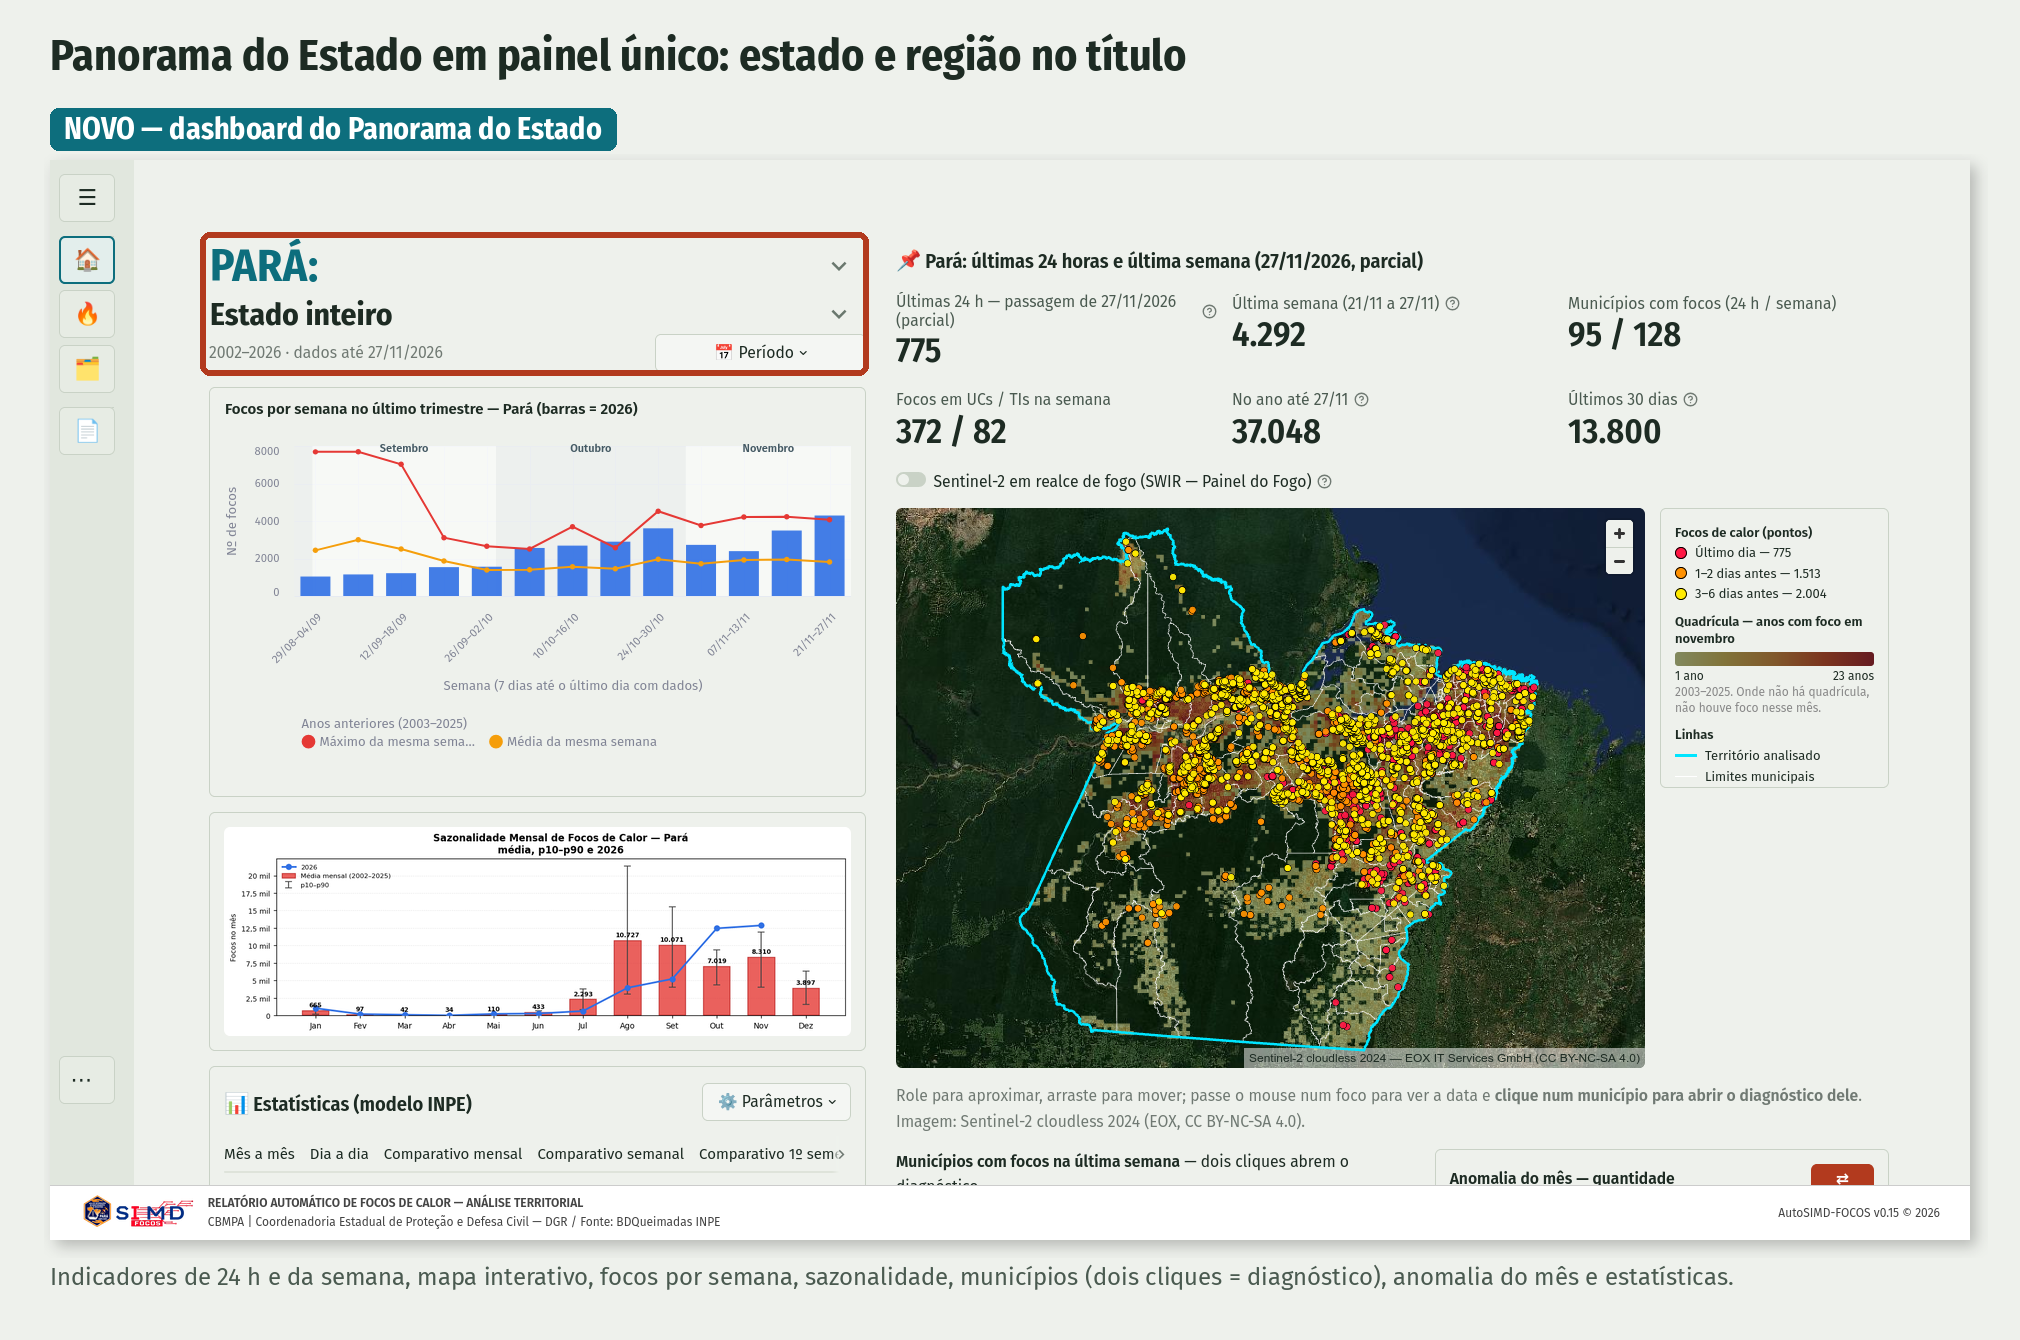 Panorama do Estado em painel único: estado e região no título
NOVO — dashboard do Panorama do Estado
PARÁ:
Estado inteiro
2002–2026 · dados até 27/11/2026
Período
Focos por semana no último trimestre — Pará (barras = 2026)
Setembro
Outubro
Novembro
8000
6000
4000
2000
0
Nº de focos
29/08–04/09
12/09–18/09
26/09–02/10
10/10–16/10
24/10–30/10
07/11–13/11
21/11–27/11
Semana (7 dias até o último dia com dados)
Anos anteriores (2003–2025)
Máximo da mesma sema...
Média da mesma semana
Sazonalidade Mensal de Focos de Calor — Pará
média, p10–p90 e 2026
2026
Média mensal (2002–2025)
p10–p90
Focos no mês
20 mil
17,5 mil
15 mil
12,5 mil
10 mil
7,5 mil
5 mil
2,5 mil
0
665
97
42
34
110
433
2.293
10.727
10.071
7.019
8.310
3.897
Jan
Fev
Mar
Abr
Mai
Jun
Jul
Ago
Set
Out
Nov
Dez
Estatísticas (modelo INPE)
Parâmetros
Mês a mês
Dia a dia
Comparativo mensal
Comparativo semanal
Comparativo 1º sem
Pará: últimas 24 horas e última semana (27/11/2026, parcial)
Últimas 24 h — passagem de 27/11/2026
(parcial)
775
Última semana (21/11 a 27/11)
4.292
Municípios com focos (24 h / semana)
95 / 128
Focos em UCs / TIs na semana
372 / 82
No ano até 27/11
37.048
Últimos 30 dias
13.800
Sentinel-2 em realce de fogo (SWIR — Painel do Fogo)
+
−
Sentinel-2 cloudless 2024 — EOX IT Services GmbH (CC BY-NC-SA 4.0)
Focos de calor (pontos)
Último dia — 775
1–2 dias antes — 1.513
3–6 dias antes — 2.004
Quadrícula — anos com foco em
novembro
1 ano
23 anos
2003–2025. Onde não há quadrícula,
não houve foco nesse mês.
Linhas
Território analisado
Limites municipais
Role para aproximar, arraste para mover; passe o mouse num foco para ver a data e clique num município para abrir o diagnóstico dele.
Imagem: Sentinel-2 cloudless 2024 (EOX, CC BY-NC-SA 4.0).
Municípios com focos na última semana — dois cliques abrem o
diagnóstico
Anomalia do mês — quantidade
SIMD
FOCOS
RELATÓRIO AUTOMÁTICO DE FOCOS DE CALOR — ANÁLISE TERRITORIAL
CBMPA | Coordenadoria Estadual de Proteção e Defesa Civil — DGR / Fonte: BDQueimadas INPE
AutoSIMD-FOCOS v0.15 © 2026
Indicadores de 24 h e da semana, mapa interativo, focos por semana, sazonalidade, municípios (dois cliques = diagnóstico), anomalia do mês e estatísticas.